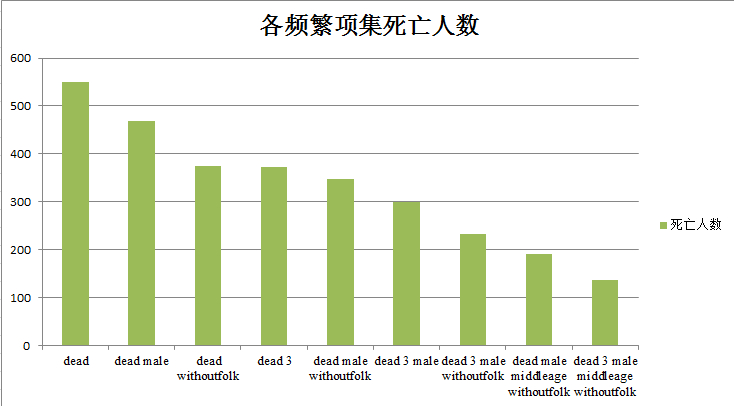 各频繁项集死亡人数
600
500
400
300
200
100
0
dead
dead male
dead
withoutfolk
dead 3
dead male
withoutfolk
dead 3 male
dead 3 male
withoutfolk
dead male
middleage
withoutfolk
dead 3 male
middleage
withoutfolk
死亡人数